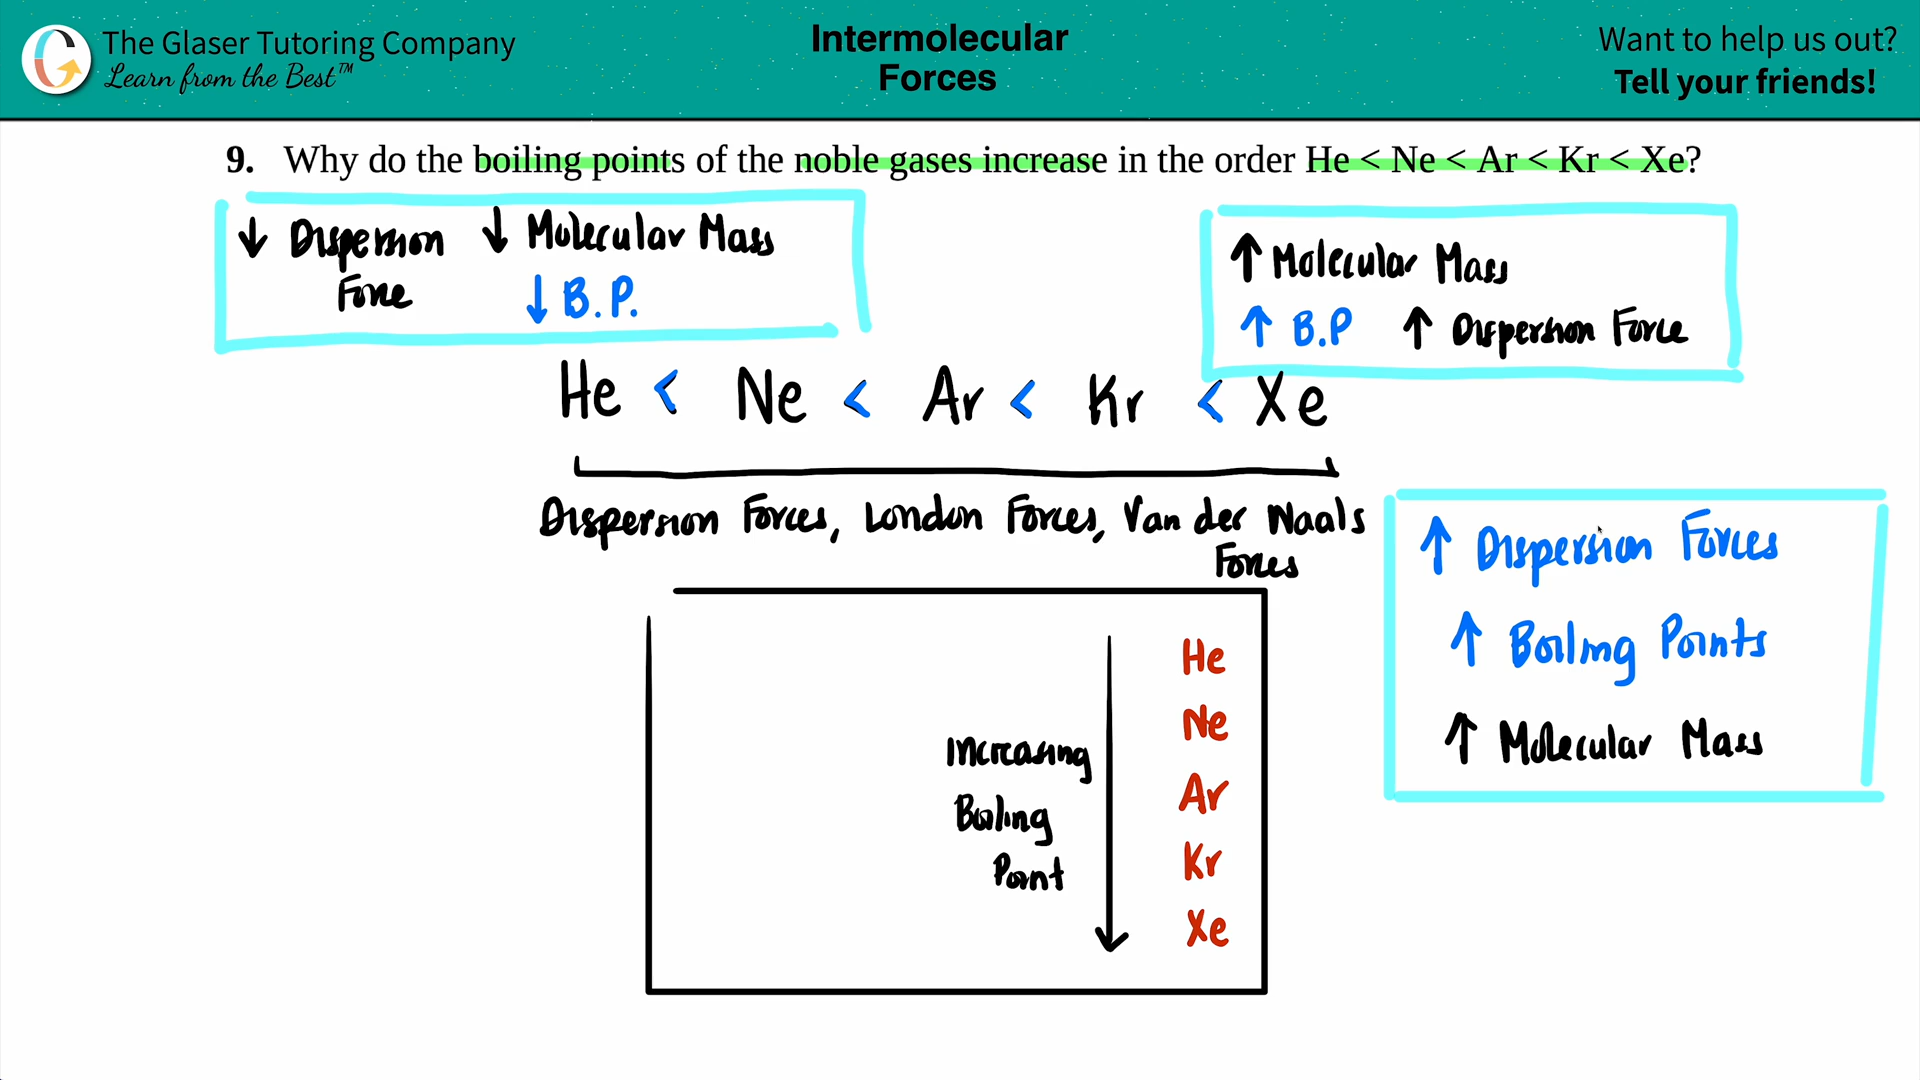 The Glaser Tutoring Company
Learn from the Best™
Intermolecular
Forces
Want to help us out?
Tell your friends!
9. Why do the boiling points of the noble gases increase in the order He < Ne < Ar < Kr < Xe?
↓ Dispersion Force ↓ Molecular Mass
↓ B.P.
↑ Molecular Mass
↑ B.P ↑ Dispersion Force
He < Ne < Ar < Kr < Xe
Dispersion Forces, London Forces, Van der Waals
Forces
↑ Dispersion Forces
↑ Boiling Points
↑ Molecular Mass
Increasing
Boiling
Point
He
Ne
Ar
Kr
Xe